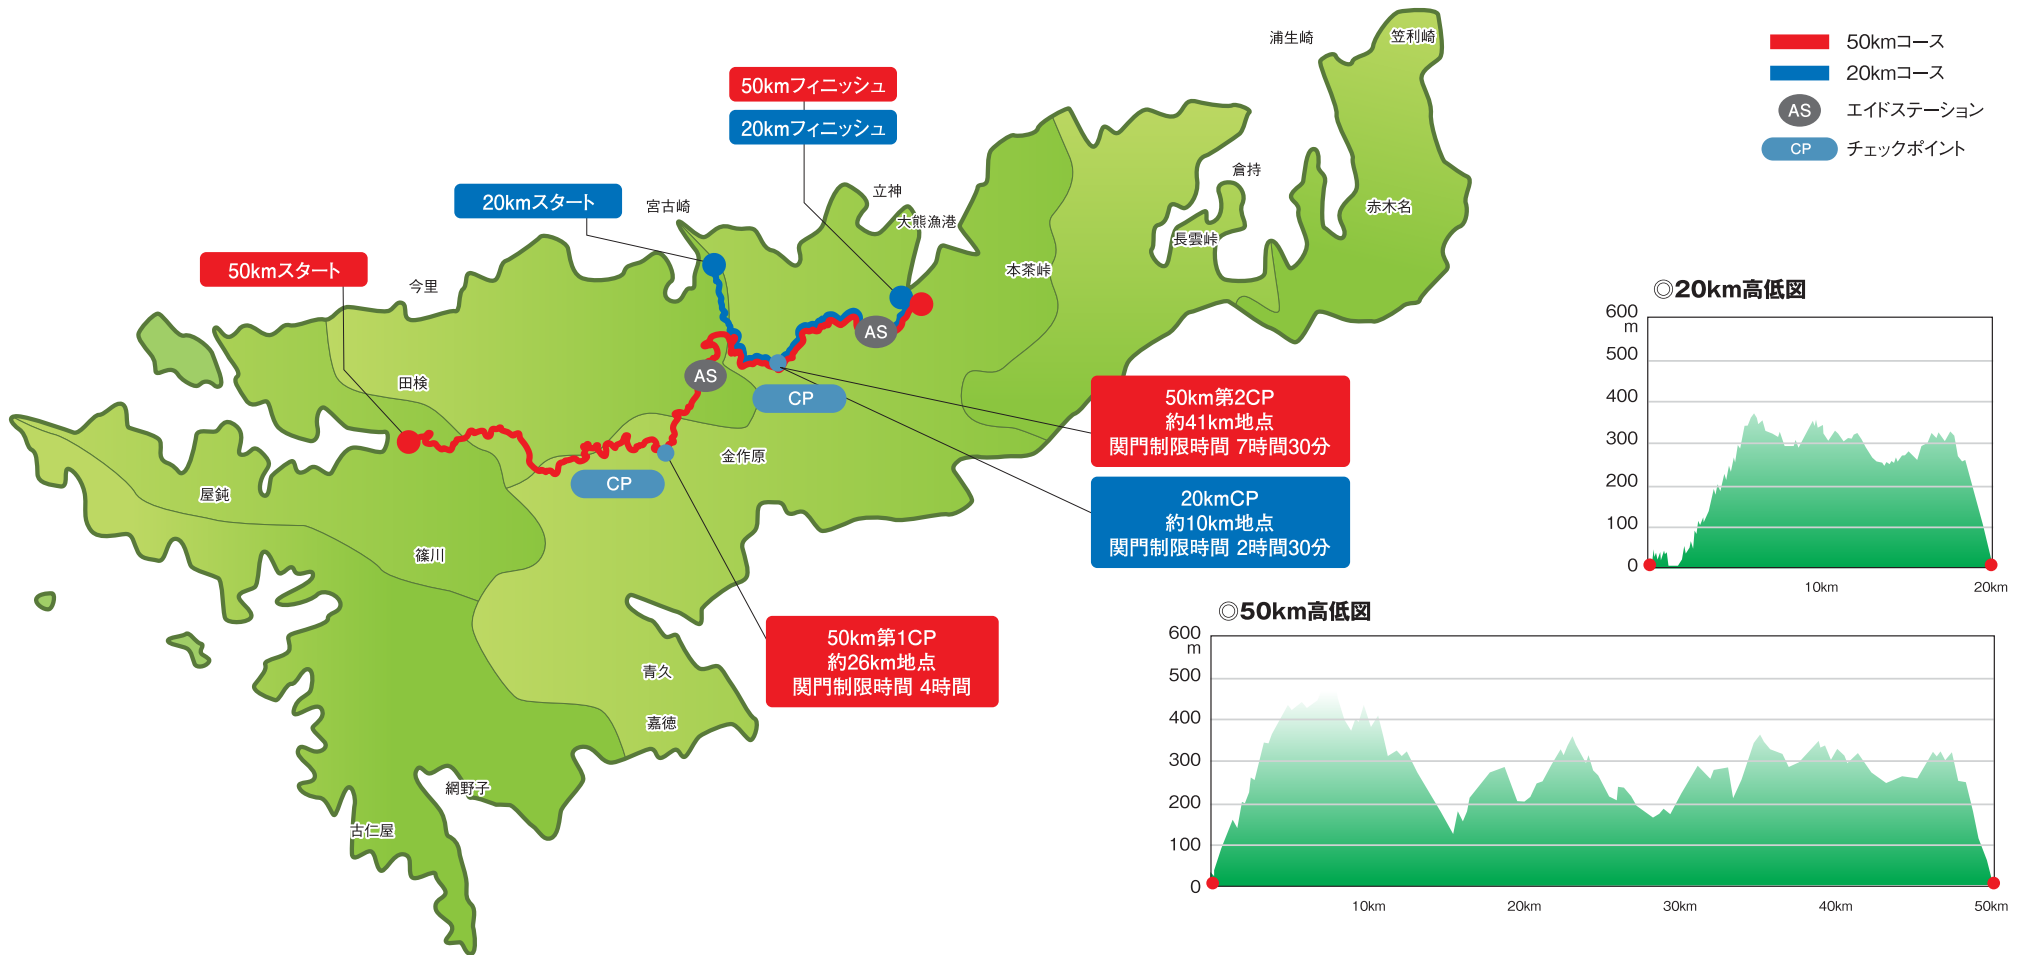 50kmコース
20kmコース
AS エイドステーション
CP チェックポイント
50kmフィニッシュ
20kmフィニッシュ
20kmスタート
50kmスタート
笠利崎
浦生崎
倉持
赤木名
長雲峠
立神
大熊漁港
本茶峠
宮古崎
今里
田検
AS
AS
CP
CP
金作原
屋鈍
篠川
青久
嘉徳
網野子
古仁屋
50km第2CP
約41km地点
関門制限時間 7時間30分
20kmCP
約10km地点
関門制限時間 2時間30分
50km第1CP
約26km地点
関門制限時間 4時間
◎20km高低図
600
m
500
400
300
200
100
0
10km
20km
◎50km高低図
600
m
500
400
300
200
100
0
10km
20km
30km
40km
50km